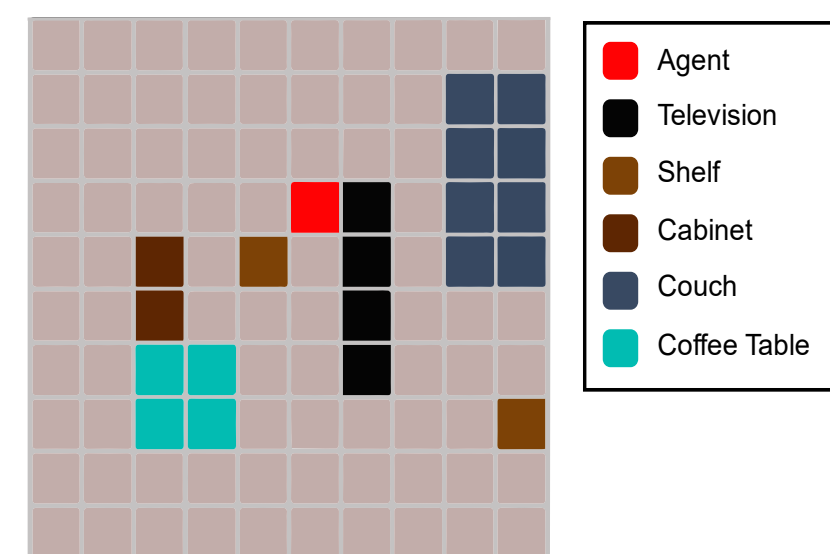 Agent
Television
Shelf
Cabinet
Couch
Coffee Table